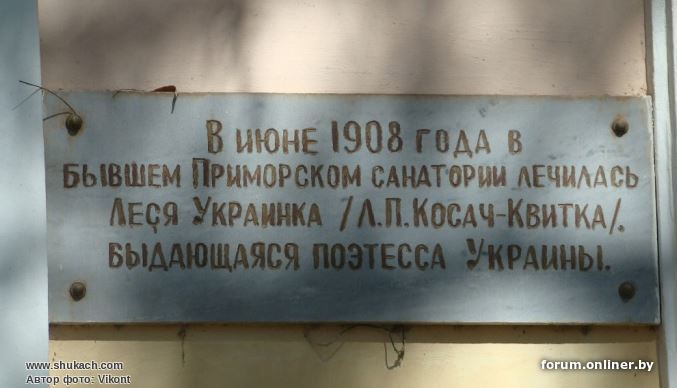 В ИЮНЕ 1908 ГОДА В
БЫВШЕМ ПРИМОРСКОМ САНАТОРИИ ЛЕЧИЛАСЬ
ЛЕСЯ УКРАИНКА /Л.П.КОСАЧ-КВИТКА/.
ВЫДАЮЩАЯСЯ ПОЭТЕССА УКРАИНЫ.
www.shukach.com
Автор фото: Vikont
forum.onliner.by